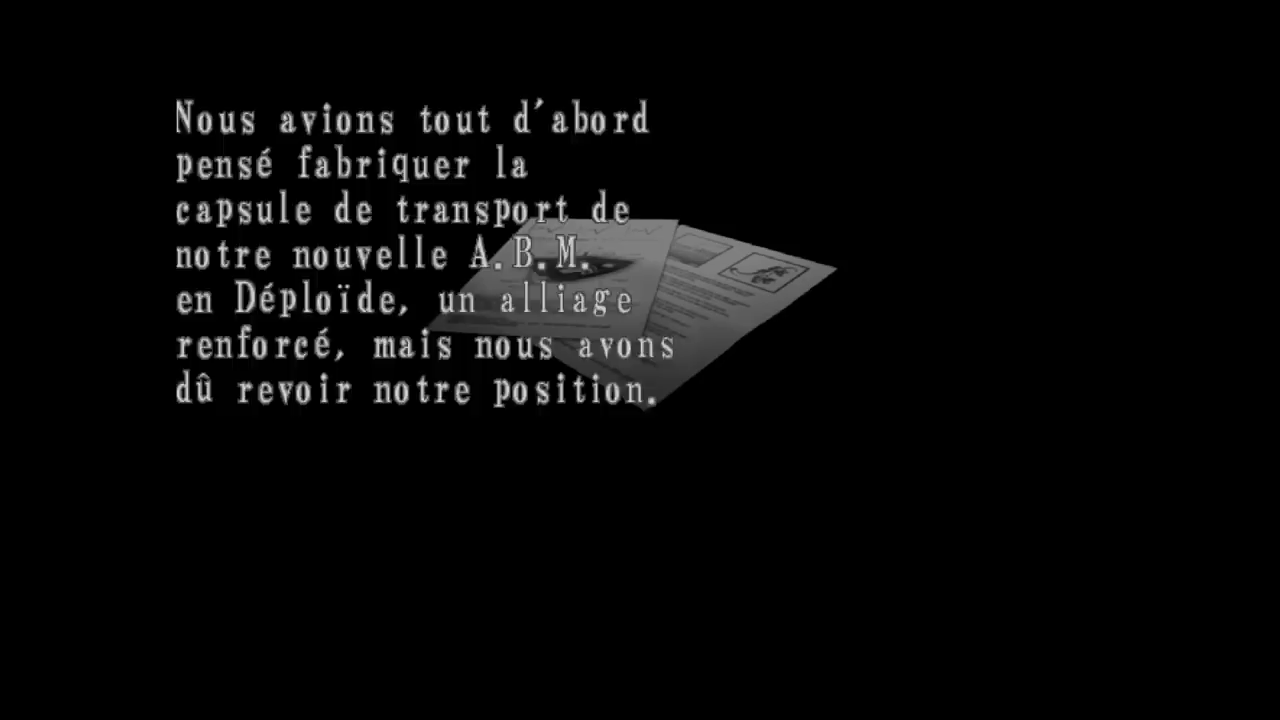 Nous avions tout d'abord
pensé fabriquer la
capsule de transport de
notre nouvelle A.B.M.
en Déploïde, un alliage
renforcé, mais nous avons
dû revoir notre position.